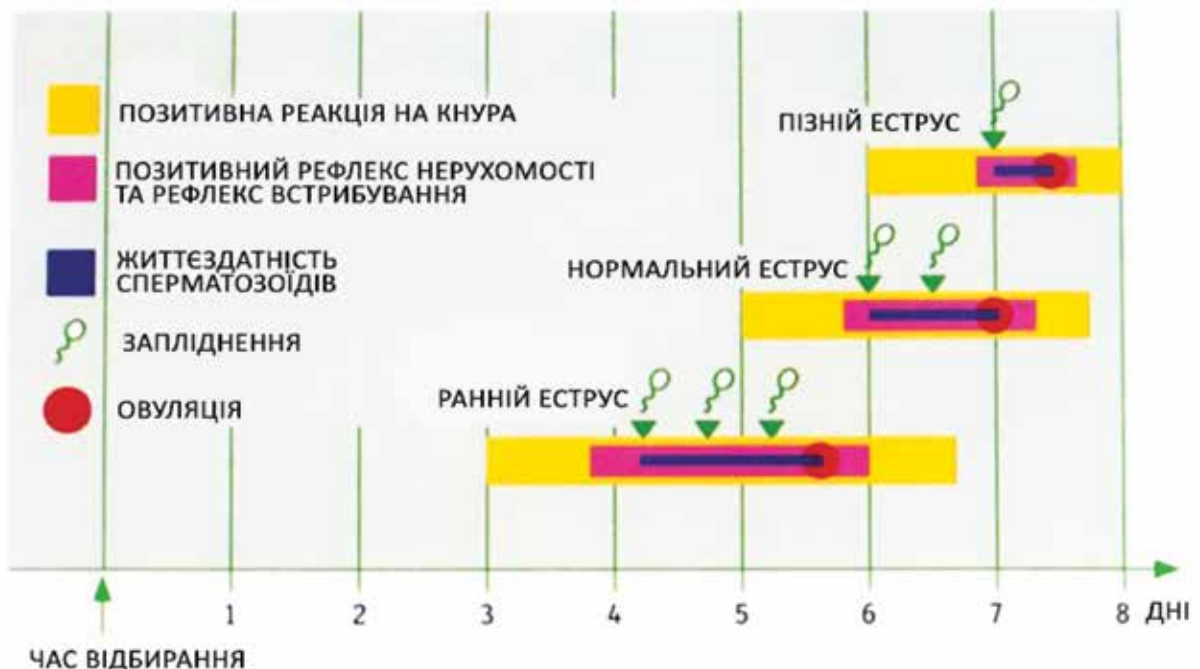 ПОЗИТИВНА РЕАКЦІЯ НА КНУРА
ПОЗИТИВНИЙ РЕФЛЕКС НЕРУХОМОСТІ
ТА РЕФЛЕКС ВСТРИБУВАННЯ
ЖИТТЄЗДАТНІСТЬ
СПЕРМАТОЗОЇДІВ
ЗАПЛІДНЕННЯ
ОВУЛЯЦІЯ
ПІЗНІЙ ЕСТРУС
НОРМАЛЬНИЙ ЕСТРУС
РАННІЙ ЕСТРУС
1 2 3 4 5 6 7 8 ДНІ
ЧАС ВІДБИРАННЯ